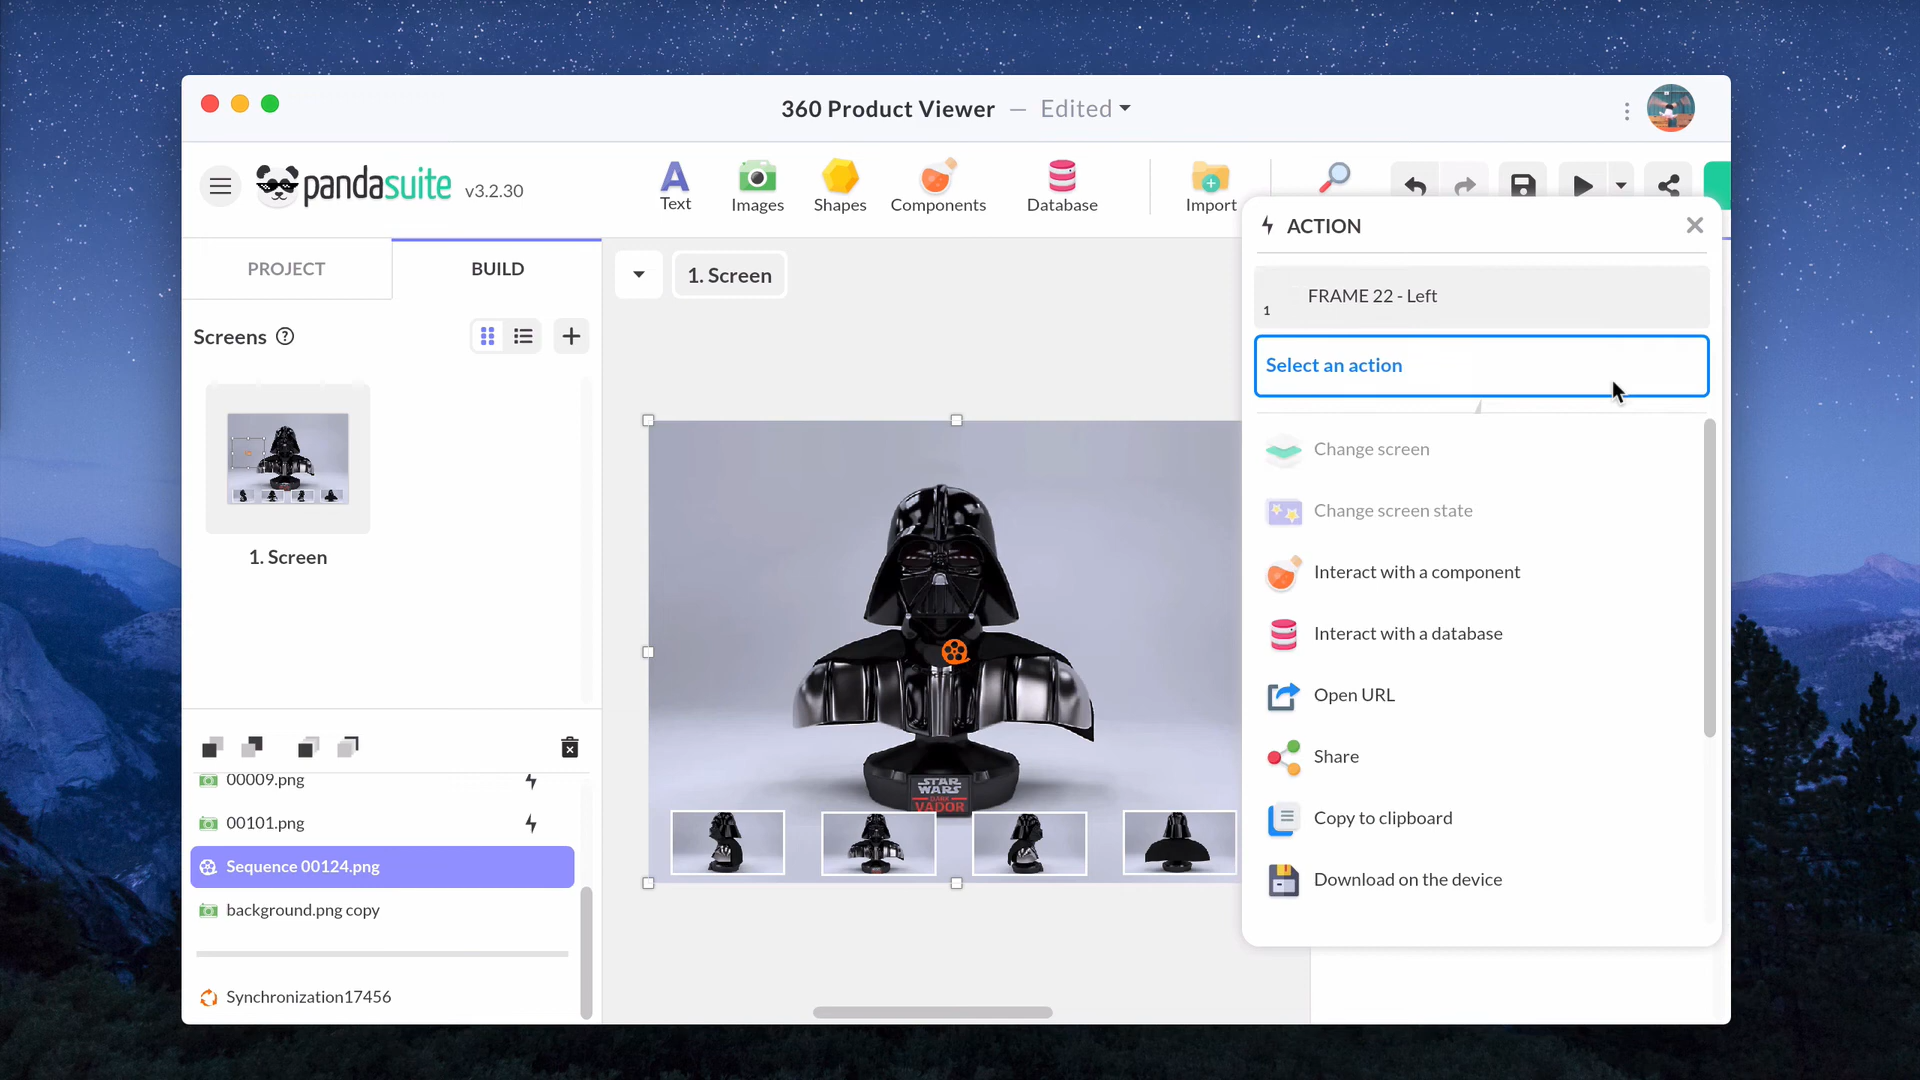 360 Product Viewer — Edited
pandasuite v3.2.30
Text
Images
Shapes
Components
Database
Import
PROJECT
BUILD
1. Screen
Screens
1. Screen
00009.png
00101.png
Sequence 00124.png
background.png copy
Synchronization17456
STAR
WARS
DARK
VADOR
ACTION
1 FRAME 22 - Left
Select an action
Change screen
Change screen state
Interact with a component
Interact with a database
Open URL
Share
Copy to clipboard
Download on the device